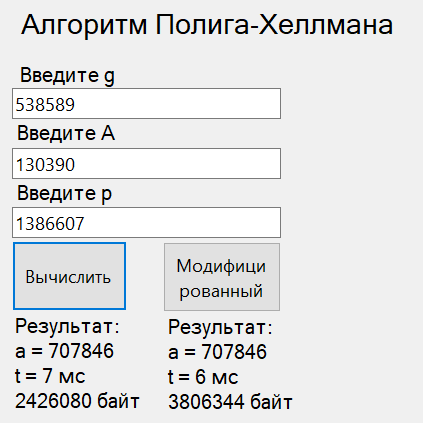 Алгоритм Полига-Хеллмана
Введите g
538589
Введите A
130390
Введите p
1386607
Вычислить
Модифици
рованный
Результат:
a = 707846
t = 7 мс
2426080 байт
Результат:
a = 707846
t = 6 мс
3806344 байт